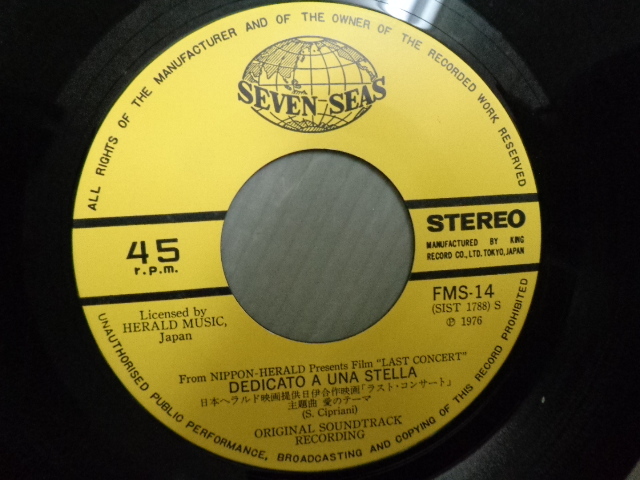 ALL RIGHTS OF THE MANUFACTURER AND OF THE OWNER OF THE RECORDED WORK RESERVED
SEVEN SEAS
45
r.p.m.
STEREO
MANUFACTURED BY KING
RECORD CO., LTD. TOKYO, JAPAN
Licensed by
HERALD MUSIC,
Japan
FMS-14
(SIST 1788) S
Ⓟ 1976
From NIPPON-HERALD Presents Film "LAST CONCERT"
DEDICATO A UNA STELLA
日本ヘラルド映画提供日伊合作映画「ラスト・コンサート」
主題曲 愛のテーマ
(S. Cipriani)
ORIGINAL SOUNDTRACK
RECORDING
UNAUTHORISED PUBLIC PERFORMANCE, BROADCASTING AND COPYING OF THIS RECORD PROHIBITED